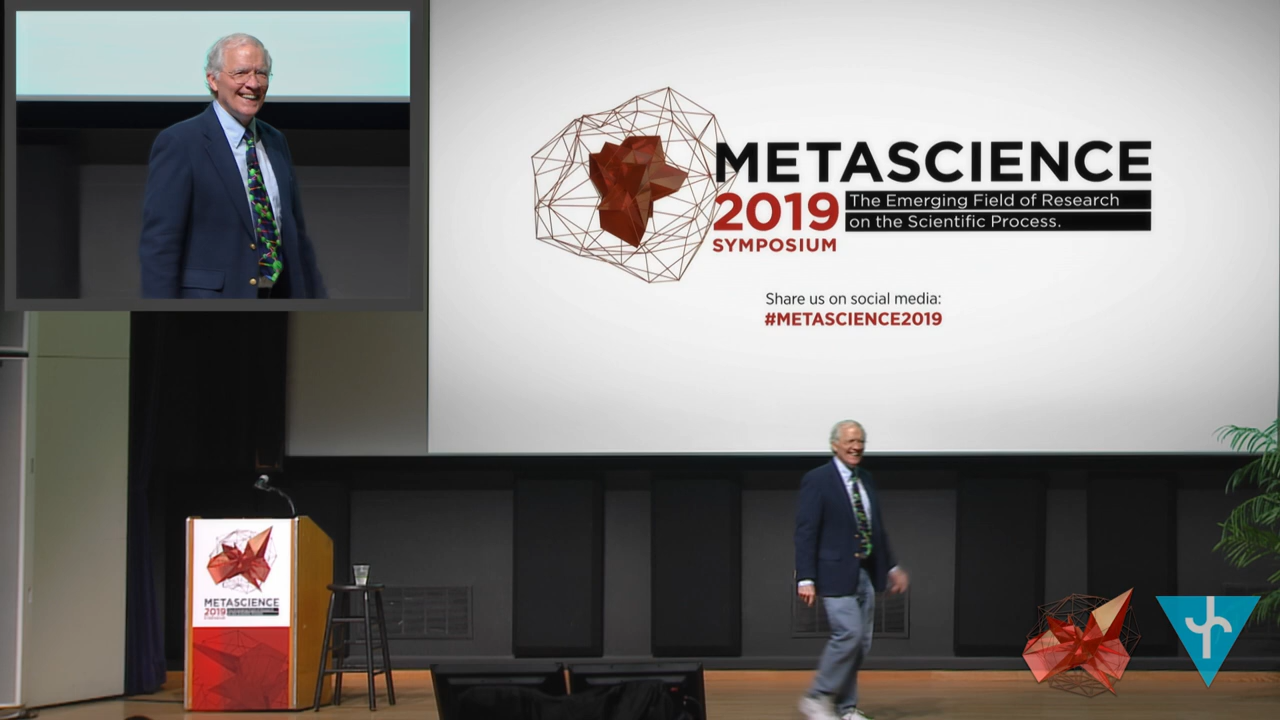 METASCIENCE
2019
The Emerging Field of Research
on the Scientific Process.
SYMPOSIUM
Share us on social media:
#METASCIENCE2019
METASCIENCE
2019
SYMPOSIUM